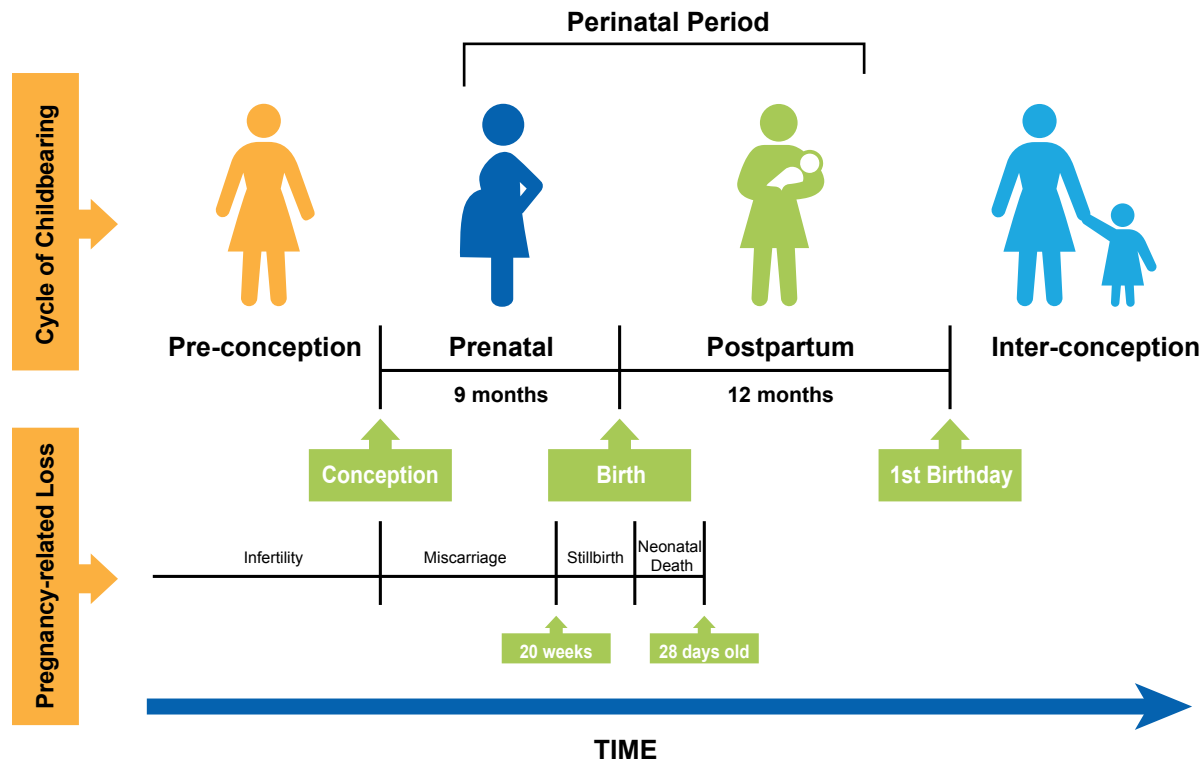 Perinatal Period
Cycle of Childbearing
Pre-conception
Prenatal
Postpartum
Inter-conception
9 months
12 months
Conception
Birth
1st Birthday
Pregnancy-related Loss
Infertility
Miscarriage
Stillbirth
Neonatal
Death
20 weeks
28 days old
TIME